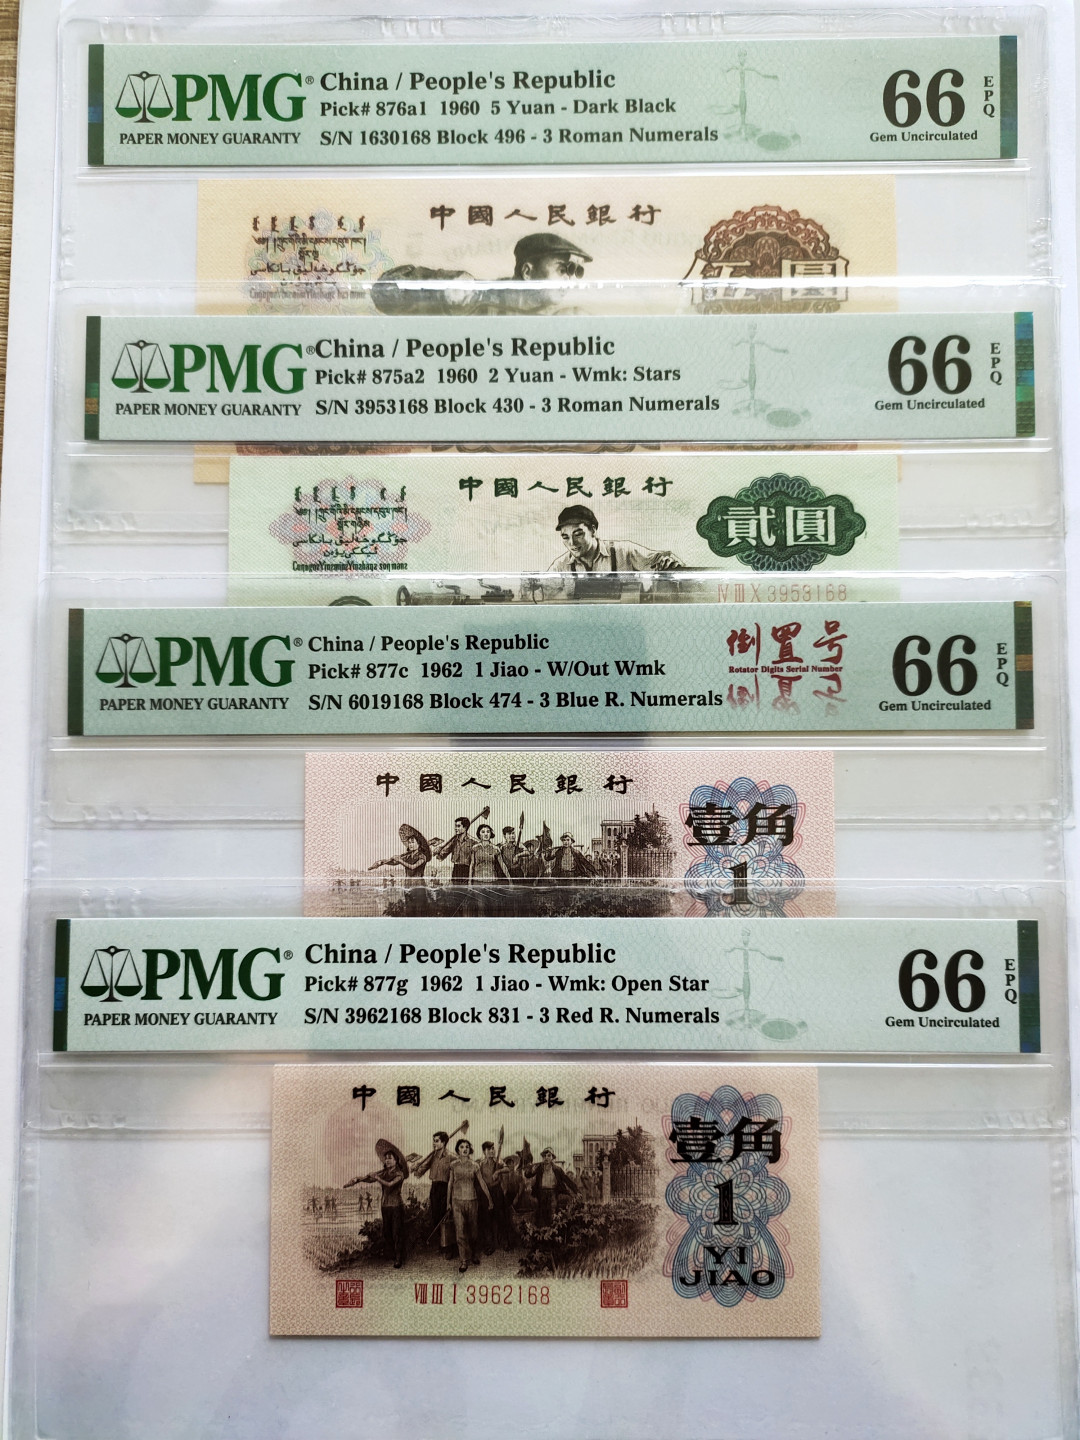 PMG®
PAPER MONEY GUARANTY
China / People's Republic
Pick# 876a1 1960 5 Yuan - Dark Black
S/N 1630168 Block 496 - 3 Roman Numerals
66
EPQ
Gem Uncirculated
中國人民銀行
伍圓
PMG®
PAPER MONEY GUARANTY
China / People's Republic
Pick# 875a2 1960 2 Yuan - Wmk: Stars
S/N 3953168 Block 430 - 3 Roman Numerals
66
EPQ
Gem Uncirculated
中國人民銀行
貳圓
IV III X 3953168
PMG®
PAPER MONEY GUARANTY
China / People's Republic
Pick# 877c 1962 1 Jiao - W/Out Wmk
S/N 6019168 Block 474 - 3 Blue R. Numerals
倒置号
Rotator Digits Serial Number
66
EPQ
Gem Uncirculated
中國人民銀行
壹角
1
PMG®
PAPER MONEY GUARANTY
China / People's Republic
Pick# 877g 1962 1 Jiao - Wmk: Open Star
S/N 3962168 Block 831 - 3 Red R. Numerals
66
EPQ
Gem Uncirculated
中國人民銀行
壹角
1
YI
JIAO
VIII III I 3962168